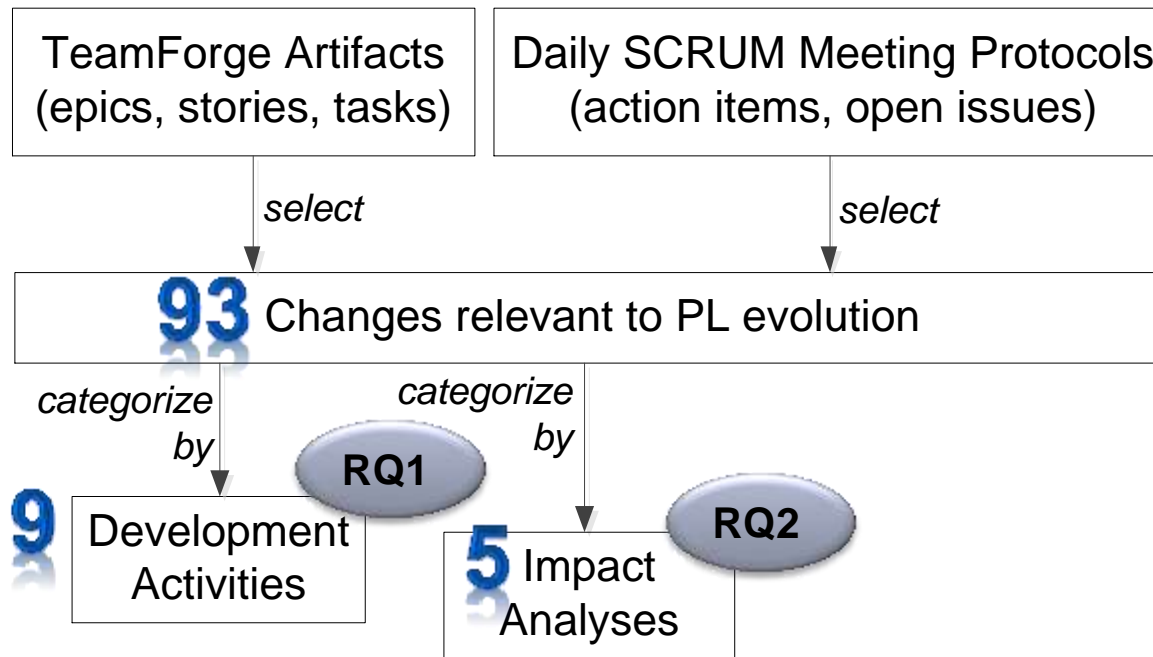 TeamForge Artifacts
(epics, stories, tasks)
Daily SCRUM Meeting Protocols
(action items, open issues)
select
select
93 Changes relevant to PL evolution
categorize
by
categorize
by
RQ1
RQ2
9 Development
Activities
5 Impact
Analyses